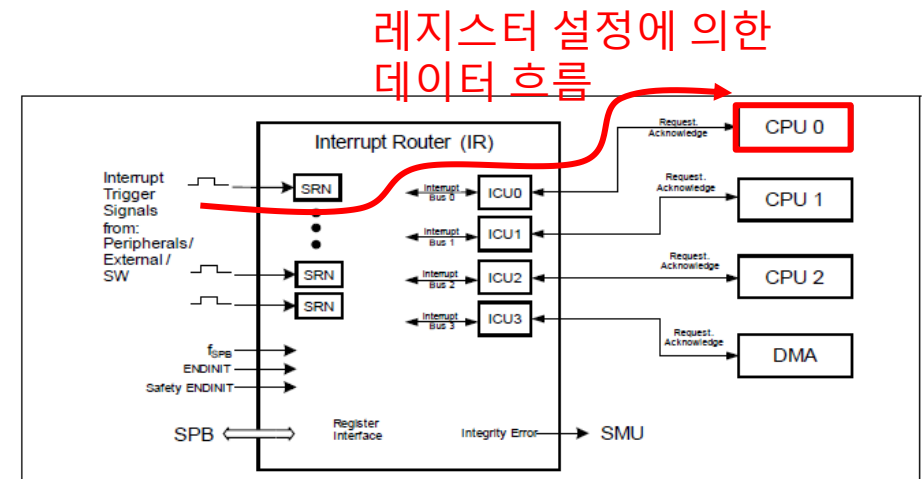 레지스터 설정에 의한
데이터 흐름
Interrupt Router (IR)
Interrupt
Trigger
Signals
from:
Peripherals/
External /
SW
SRN
SRN
SRN
Interrupt
Bus 0
ICU0
Interrupt
Bus 1
ICU1
Interrupt
Bus 2
ICU2
Interrupt
Bus 3
ICU3
Request.
Acknowledge
CPU 0
Request.
Acknowledge
CPU 1
Request.
Acknowledge
CPU 2
Request.
Acknowledge
DMA
fSPB
ENDINIT
Safety ENDINIT
SPB
Register
Interface
Integrity Error
SMU